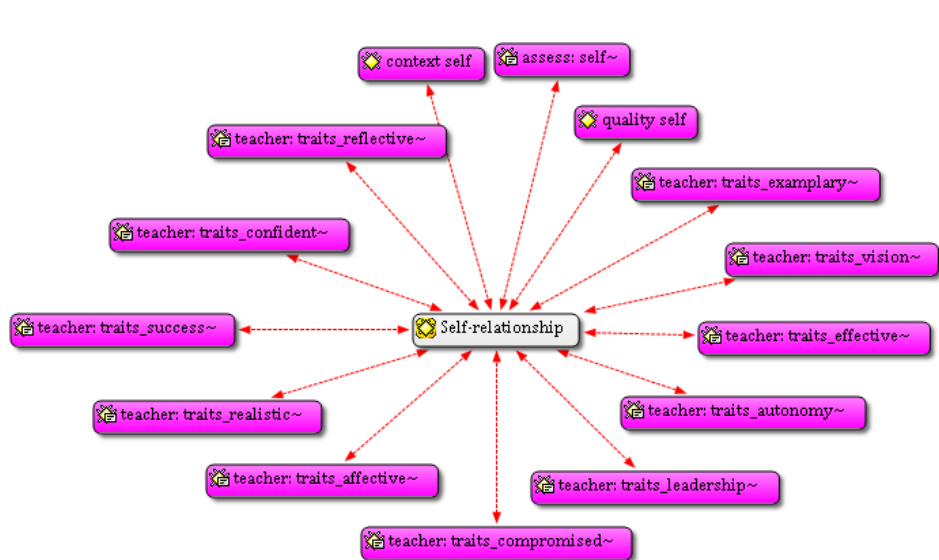 context self
assess: self~
quality self
teacher: traits_reflective~
teacher: traits_examplary~
teacher: traits_confident~
teacher: traits_vision~
teacher: traits_success~
Self-relationship
teacher: traits_effective~
teacher: traits_realistic~
teacher: traits_autonomy~
teacher: traits_affective~
teacher: traits_leadership~
teacher: traits_compromised~